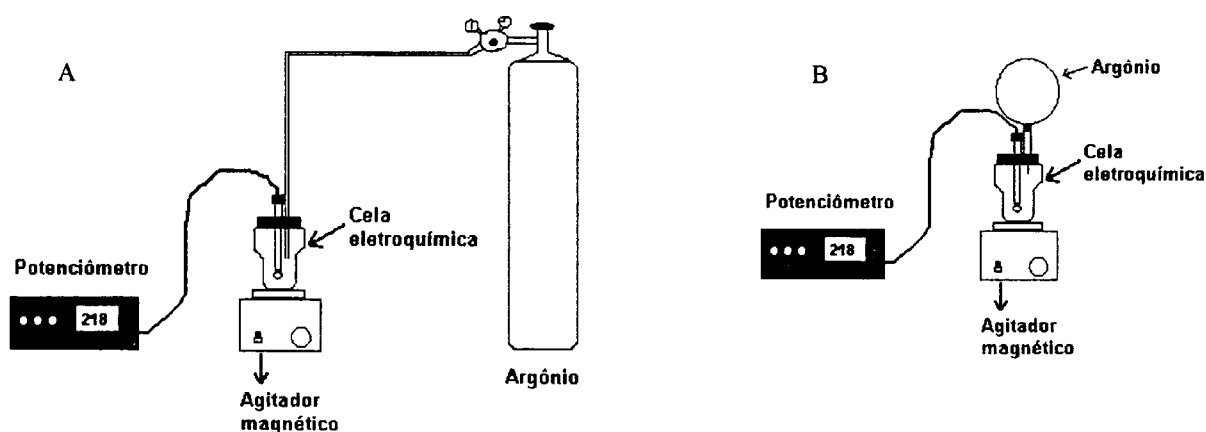 A
Cela
eletroquímica
Potenciômetro
218
Agitador
magnético
Argônio
B
Argônio
Cela
eletroquímica
Potenciômetro
218
Agitador
magnético